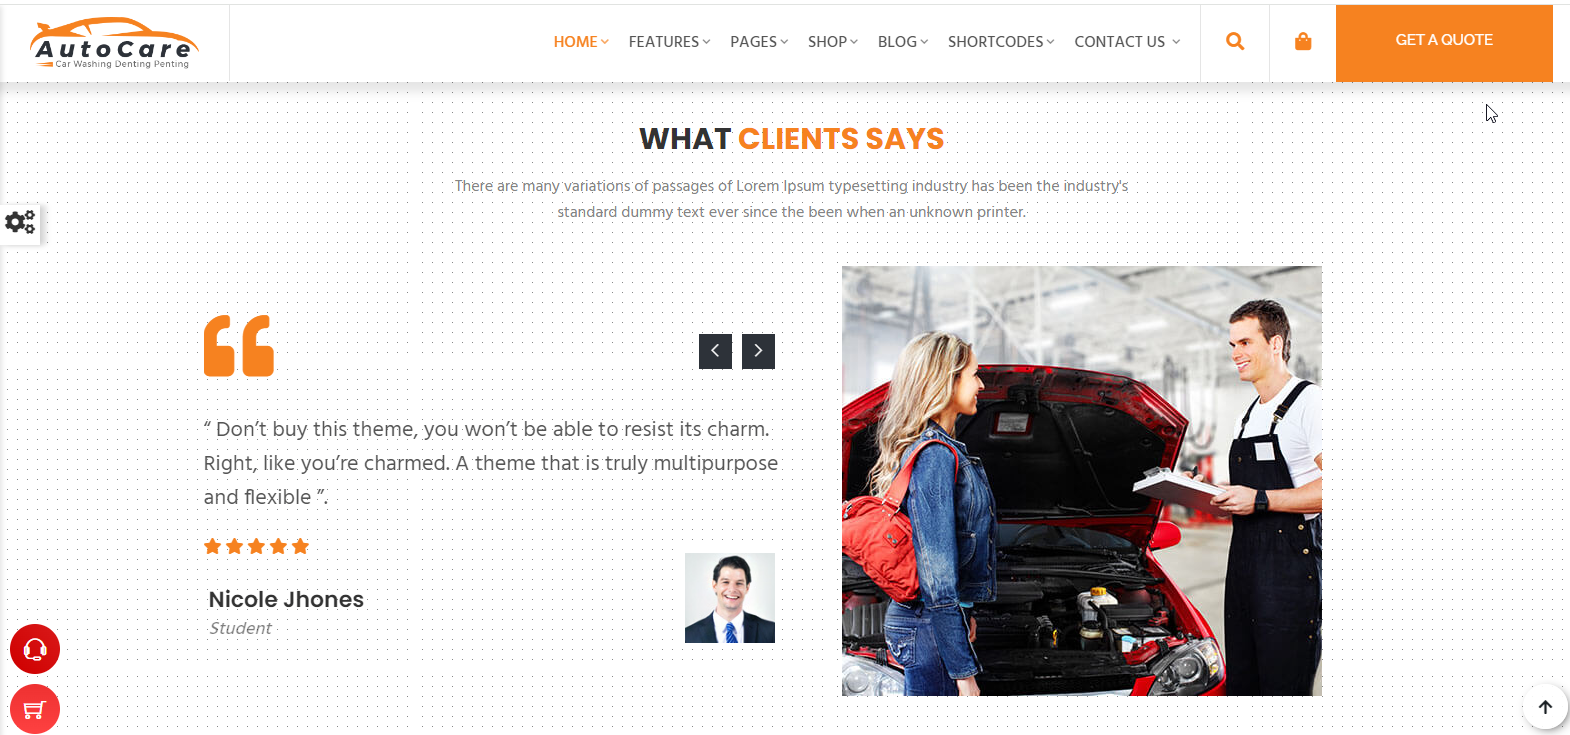 AutoCare
Car Washing Denting Penting
HOME
FEATURES
PAGES
SHOP
BLOG
SHORTCODES
CONTACT US
GET A QUOTE
WHAT CLIENTS SAYS
There are many variations of passages of Lorem Ipsum typesetting industry has been the industry's
standard dummy text ever since the been when an unknown printer.
“ Don’t buy this theme, you won’t be able to resist its charm.
Right, like you’re charmed. A theme that is truly multipurpose
and flexible ”.
Nicole Jhones
Student